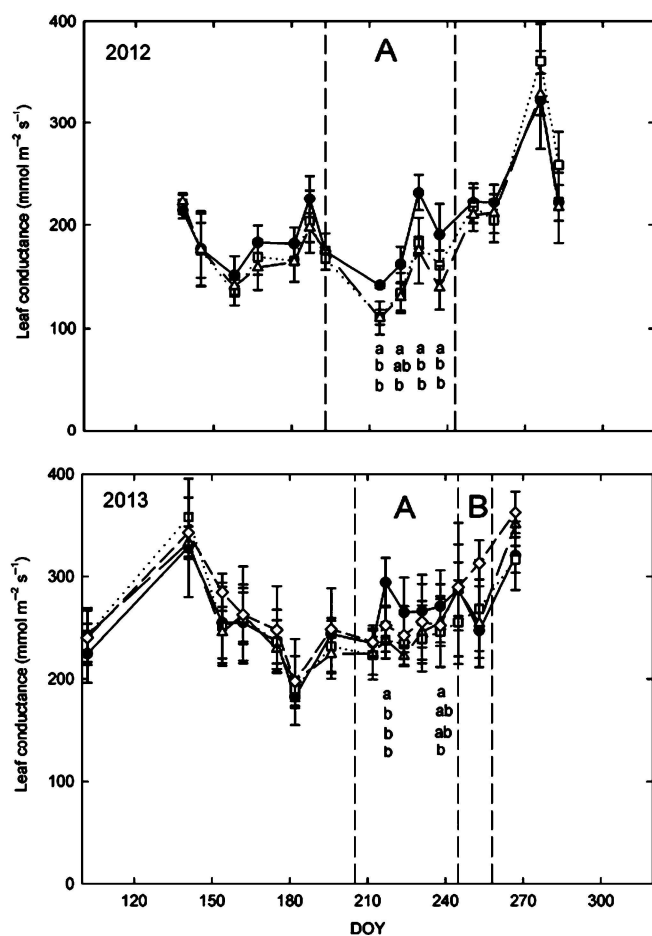 400
2012
A
300
200
100
0
Leaf conductance (mmol m⁻² s⁻¹)
a a a a
b ab b b
b b b b
400
2013
A B
300
200
100
0
Leaf conductance (mmol m⁻² s⁻¹)
a a
b ab
b ab
b b
120 150 180 210 240 270 300
DOY